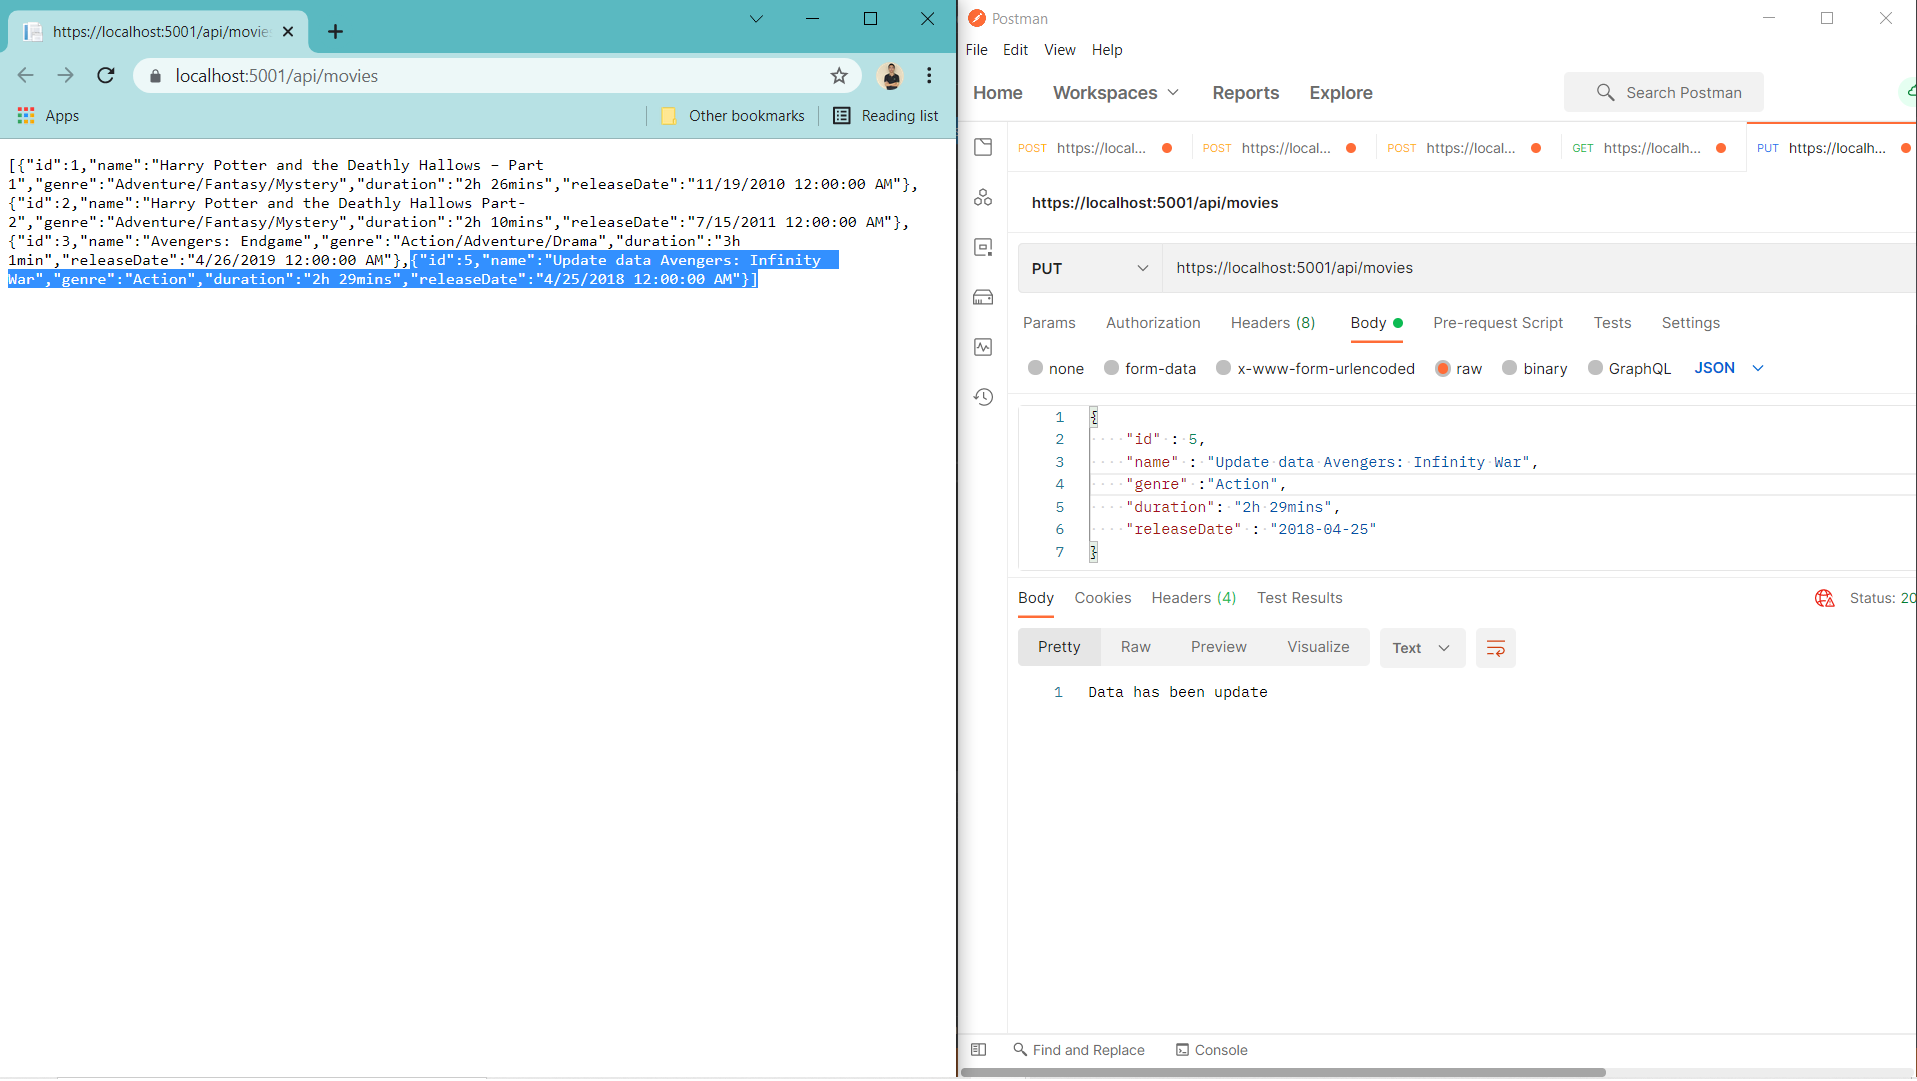 https://localhost:5001/api/movie
localhost:5001/api/movies
Apps
Other bookmarks
Reading list
[{"id":1,"name":"Harry Potter and the Deathly Hallows – Part
1","genre":"Adventure/Fantasy/Mystery","duration":"2h 26mins","releaseDate":"11/19/2010 12:00:00 AM"},
{"id":2,"name":"Harry Potter and the Deathly Hallows Part-
2","genre":"Adventure/Fantasy/Mystery","duration":"2h 10mins","releaseDate":"7/15/2011 12:00:00 AM"},
{"id":3,"name":"Avengers: Endgame","genre":"Action/Adventure/Drama","duration":"3h
1min","releaseDate":"4/26/2019 12:00:00 AM"},{"id":5,"name":"Update data Avengers: Infinity
War","genre":"Action","duration":"2h 29mins","releaseDate":"4/25/2018 12:00:00 AM"}]
Postman
File Edit View Help
Home Workspaces Reports Explore Search Postman
POST https://local... POST https://local... POST https://local... GET https://localh... PUT https://localh...
https://localhost:5001/api/movies
PUT https://localhost:5001/api/movies
Params Authorization Headers (8) Body Pre-request Script Tests Settings
none form-data x-www-form-urlencoded raw binary GraphQL JSON
1 {
2 "id" : 5,
3 "name" : "Update data Avengers: Infinity War",
4 "genre" :"Action",
5 "duration": "2h 29mins",
6 "releaseDate" : "2018-04-25"
7 }
Body Cookies Headers (4) Test Results Status: 20
Pretty Raw Preview Visualize Text
1 Data has been update
Find and Replace Console